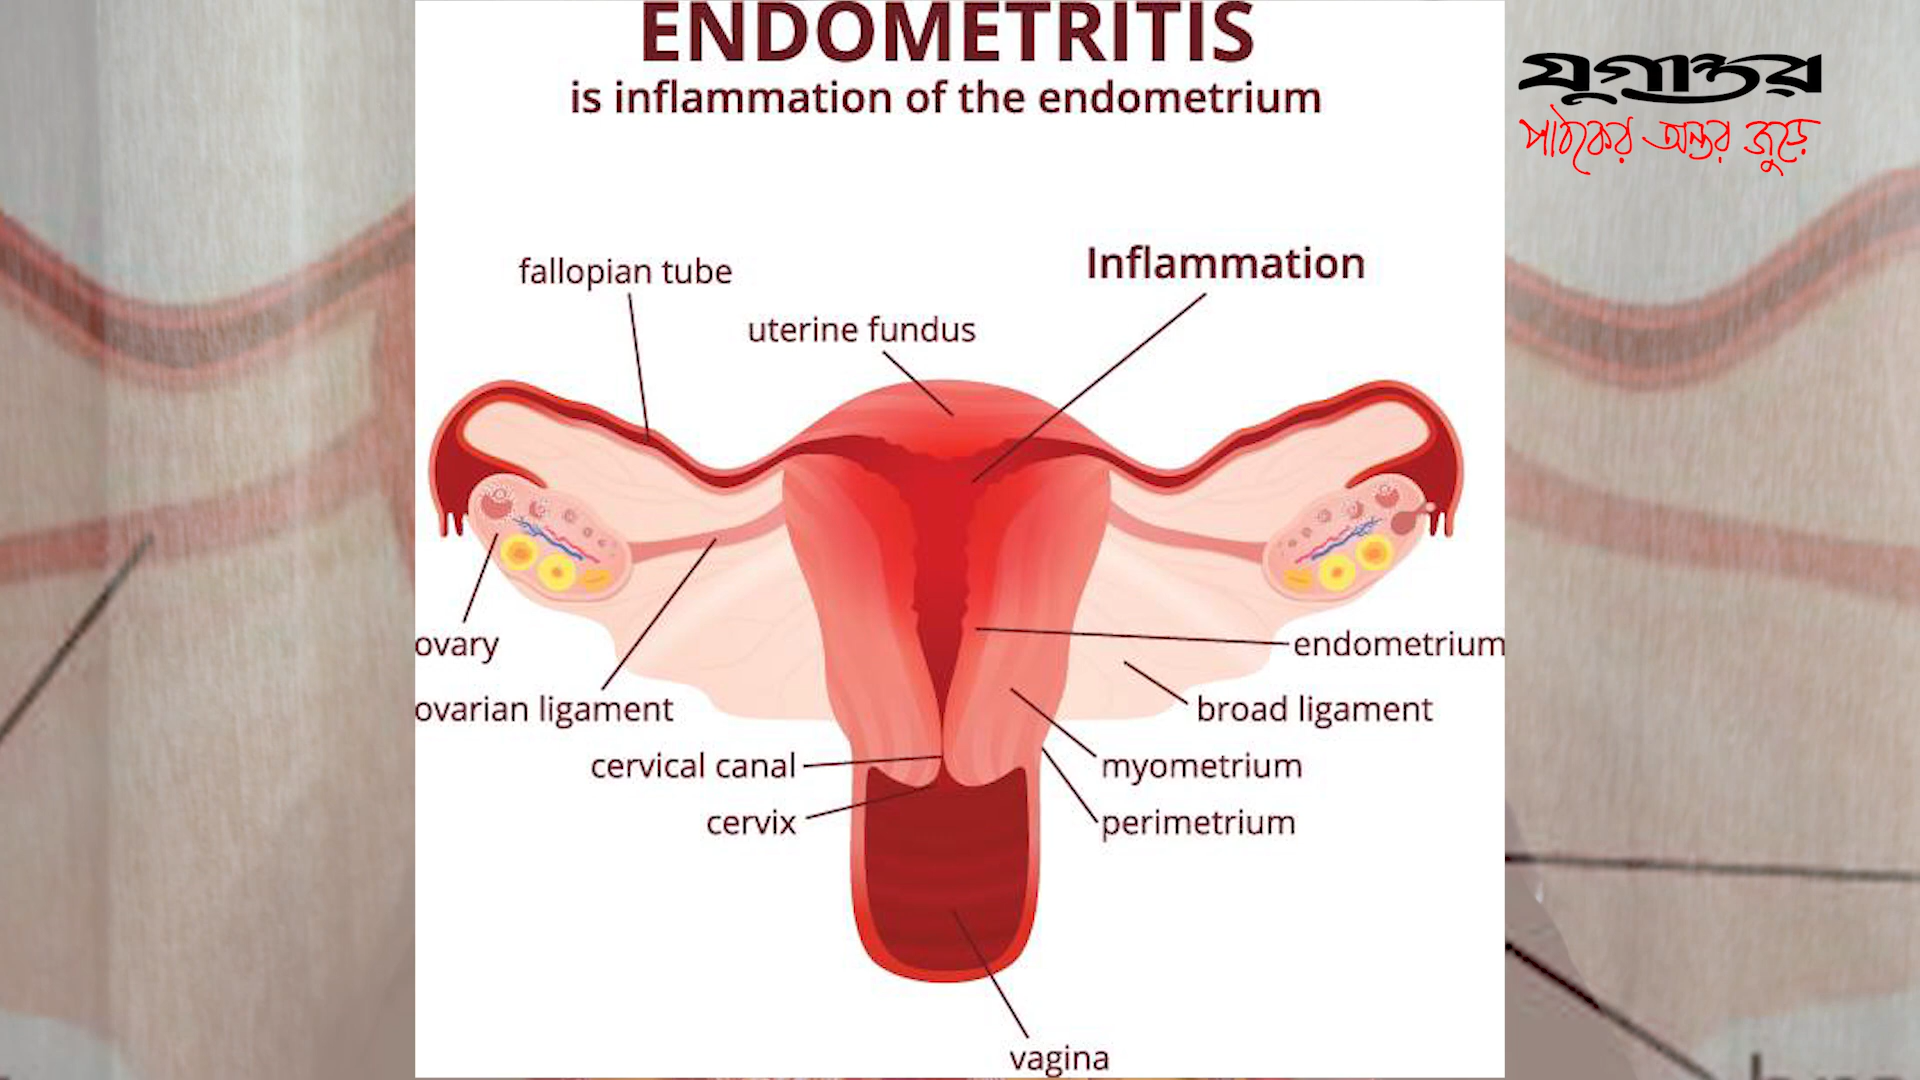 ENDOMETRITIS
is inflammation of the endometrium
যুগান্তর
পাঠকের অন্তর জুড়ে
fallopian tube
Inflammation
uterine fundus
ovary
endometrium
ovarian ligament
broad ligament
cervical canal
myometrium
cervix
perimetrium
vagina